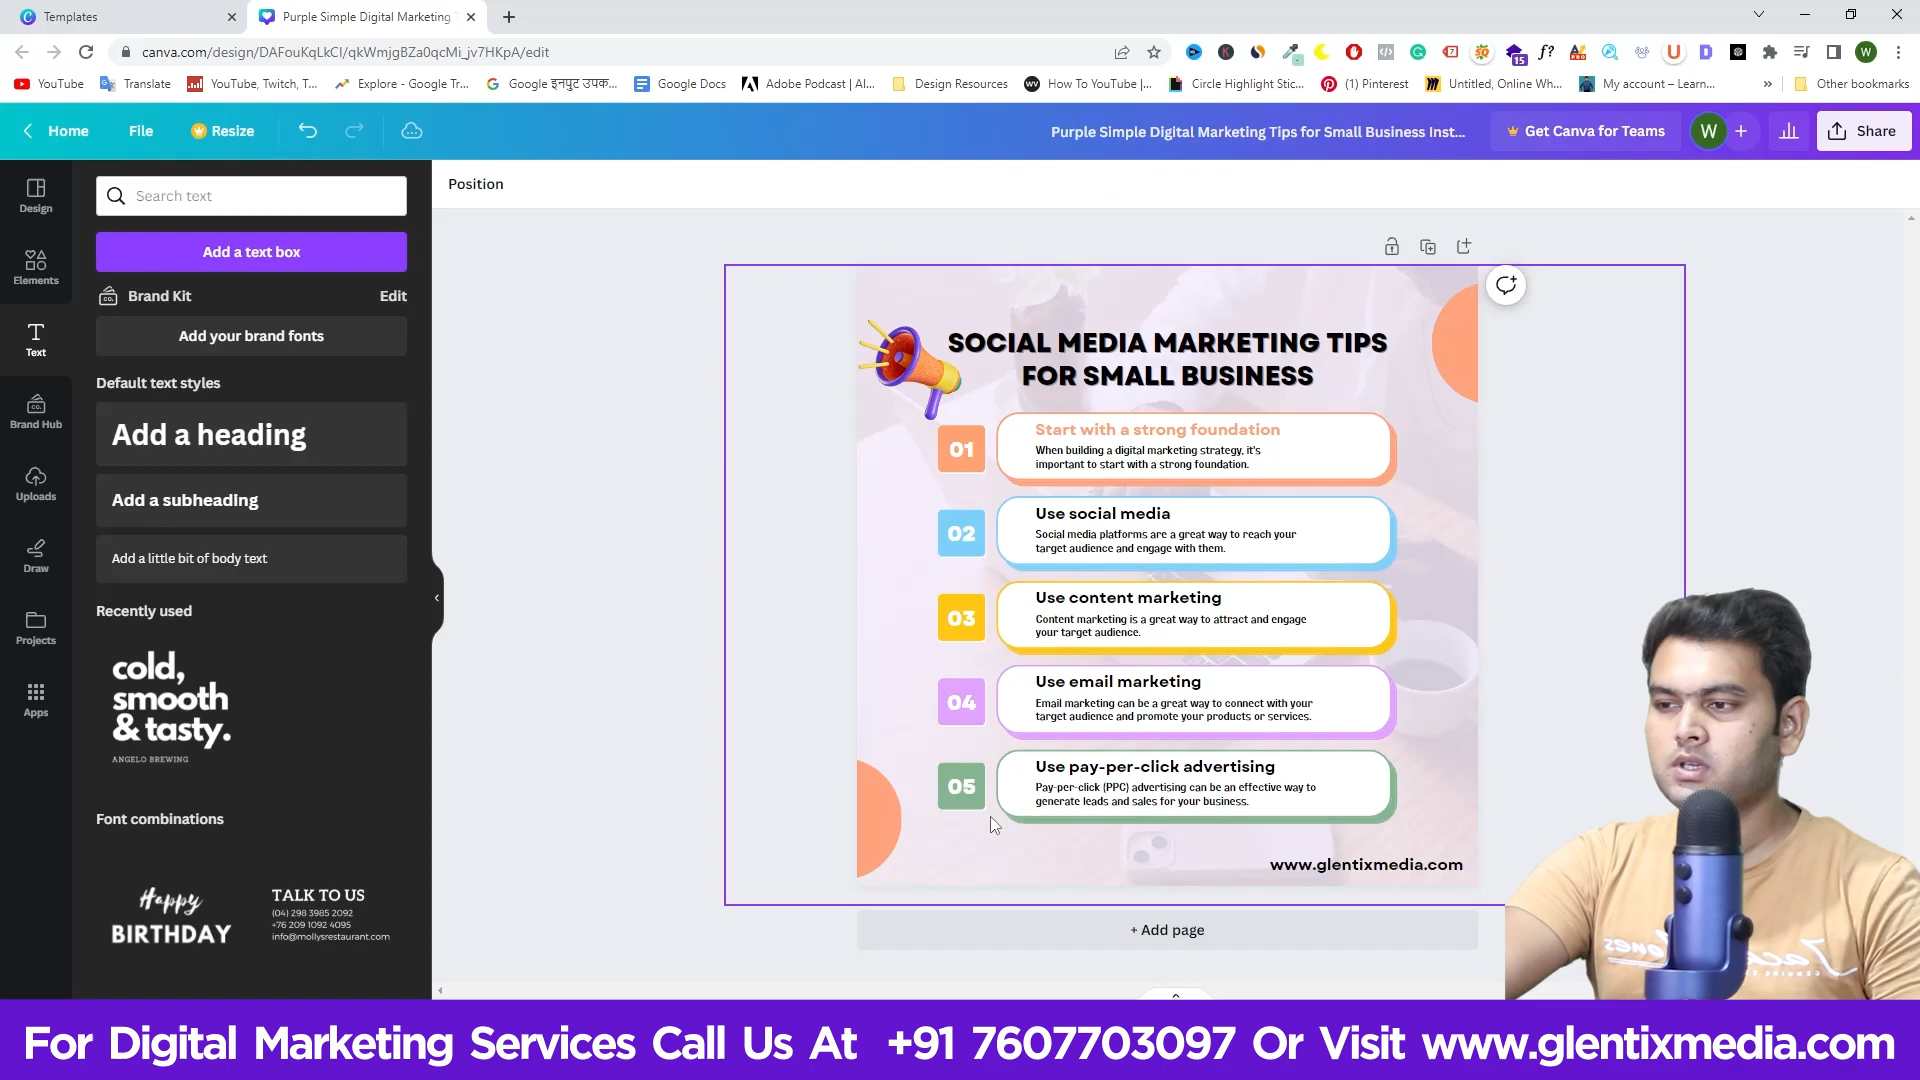 Templates
Purple Simple Digital Marketing
canva.com/design/DAFouKqLkCI/qkWmjgBZa0qcMi_jv7HKpA/edit
YouTube
Translate
YouTube, Twitch, T...
Explore - Google Tr...
Google इनपुट उपक...
Google Docs
Adobe Podcast | AI...
Design Resources
How To YouTube |...
Circle Highlight Stic...
(1) Pinterest
Untitled, Online Wh...
My account – Learn...
Other bookmarks
Home
File
Resize
Purple Simple Digital Marketing Tips for Small Business Inst...
Get Canva for Teams
W
Share
Design
Elements
Text
Brand Hub
Uploads
Draw
Projects
Apps
Search text
Add a text box
Brand Kit
Edit
Add your brand fonts
Default text styles
Add a heading
Add a subheading
Add a little bit of body text
Recently used
cold,
smooth
& tasty.
ANGELO BREWING
Font combinations
Happy
BIRTHDAY
TALK TO US
(04) 298 3985 2092
+76 209 1092 4095
info@mollysrestaurant.com
Position
SOCIAL MEDIA MARKETING TIPS
FOR SMALL BUSINESS
01
Start with a strong foundation
When building a digital marketing strategy, it's
important to start with a strong foundation.
02
Use social media
Social media platforms are a great way to reach your
target audience and engage with them.
03
Use content marketing
Content marketing is a great way to attract and engage
your target audience.
04
Use email marketing
Email marketing can be a great way to connect with your
target audience and promote your products or services.
05
Use pay-per-click advertising
Pay-per-click (PPC) advertising can be an effective way to
generate leads and sales for your business.
www.glentixmedia.com
+ Add page
For Digital Marketing Services Call Us At +91 7607703097 Or Visit www.glentixmedia.com